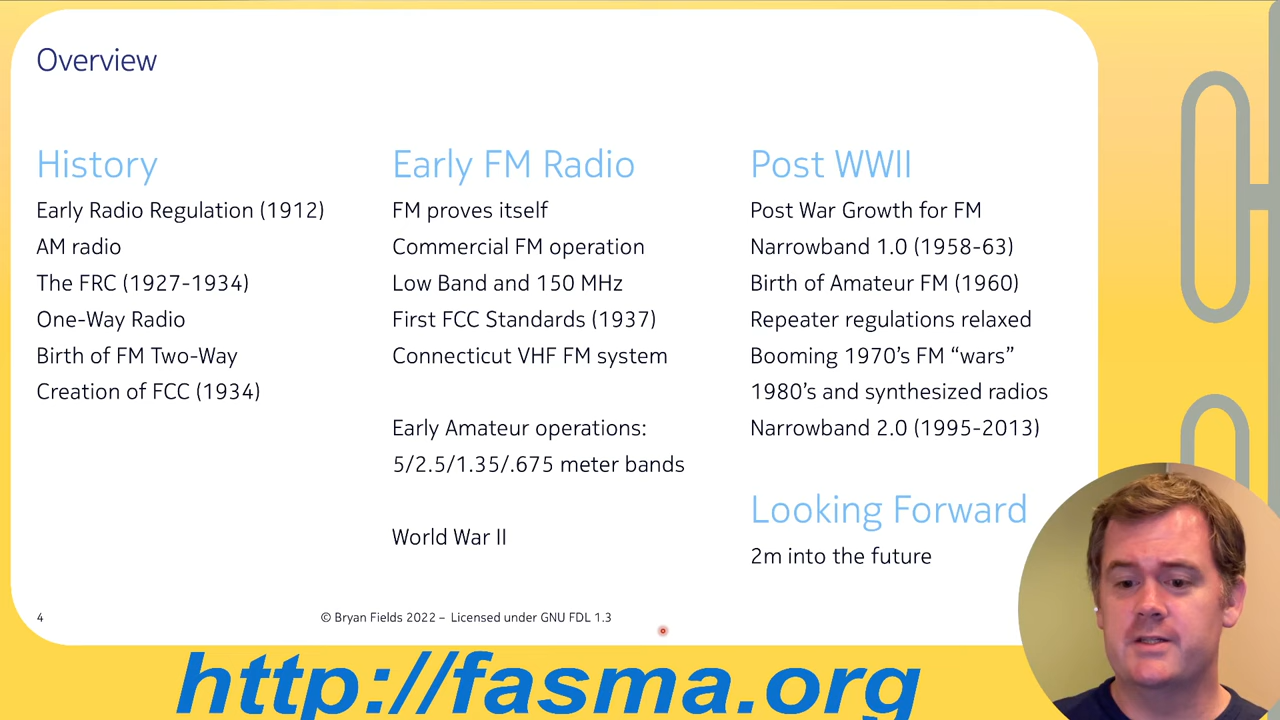 Overview
History
Early Radio Regulation (1912)
AM radio
The FRC (1927-1934)
One-Way Radio
Birth of FM Two-Way
Creation of FCC (1934)
Early FM Radio
FM proves itself
Commercial FM operation
Low Band and 150 MHz
First FCC Standards (1937)
Connecticut VHF FM system
Early Amateur operations:
5/2.5/1.35/.675 meter bands
World War II
Post WWII
Post War Growth for FM
Narrowband 1.0 (1958-63)
Birth of Amateur FM (1960)
Repeater regulations relaxed
Booming 1970’s FM “wars”
1980’s and synthesized radios
Narrowband 2.0 (1995-2013)
Looking Forward
2m into the future
4
© Bryan Fields 2022 – Licensed under GNU FDL 1.3
http://fasma.org